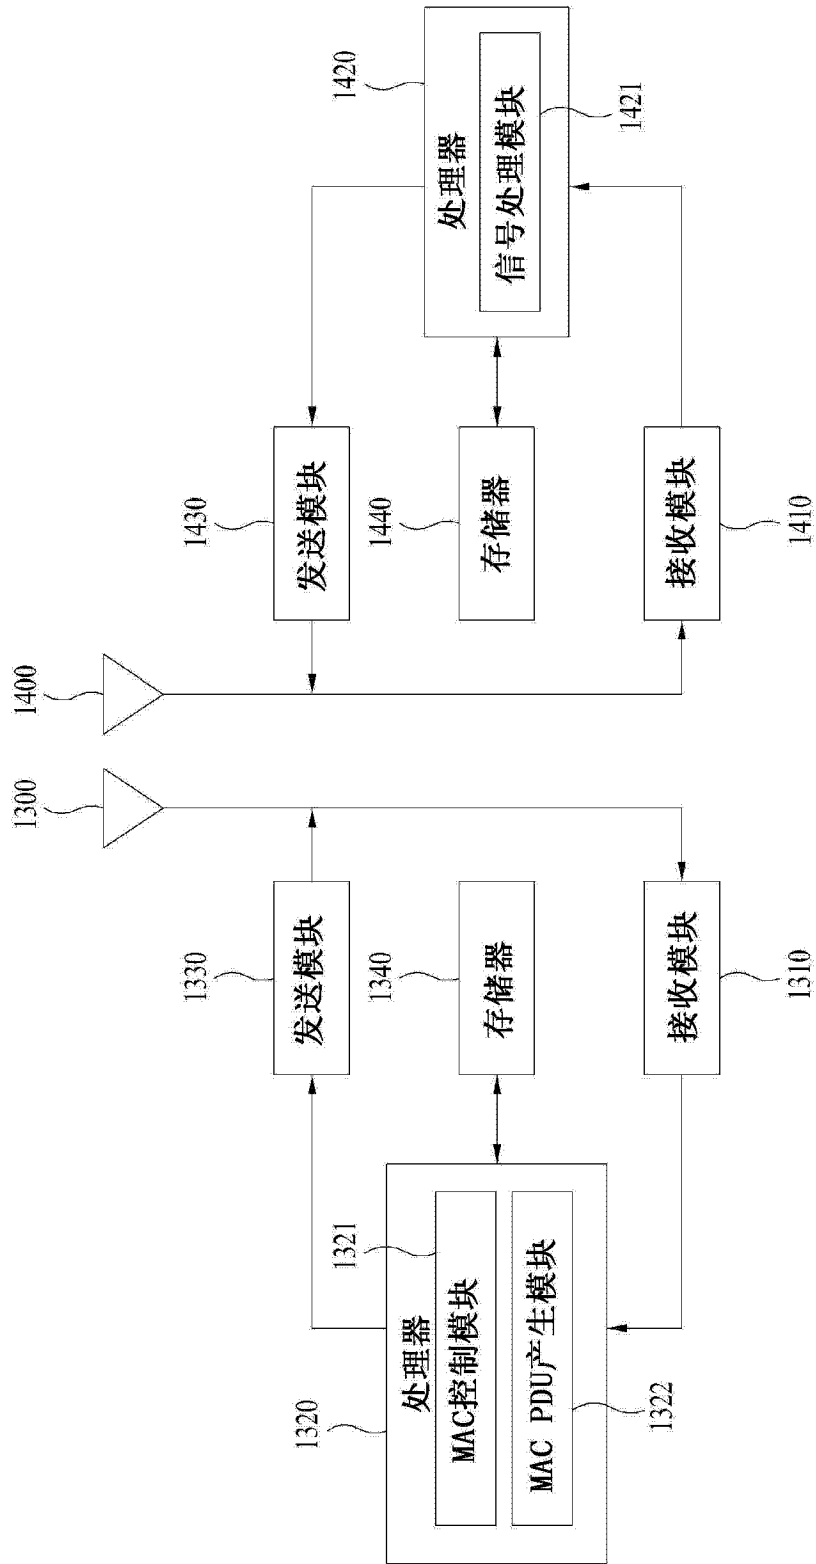 1300
1400
1320
处理器
1321
MAC控制模块
MAC PDU产生模块
1322
1330
发送模块
1340
存储器
接收模块
1310
1430
发送模块
1440
存储器
接收模块
1410
1420
处理器
信号处理模块
1421